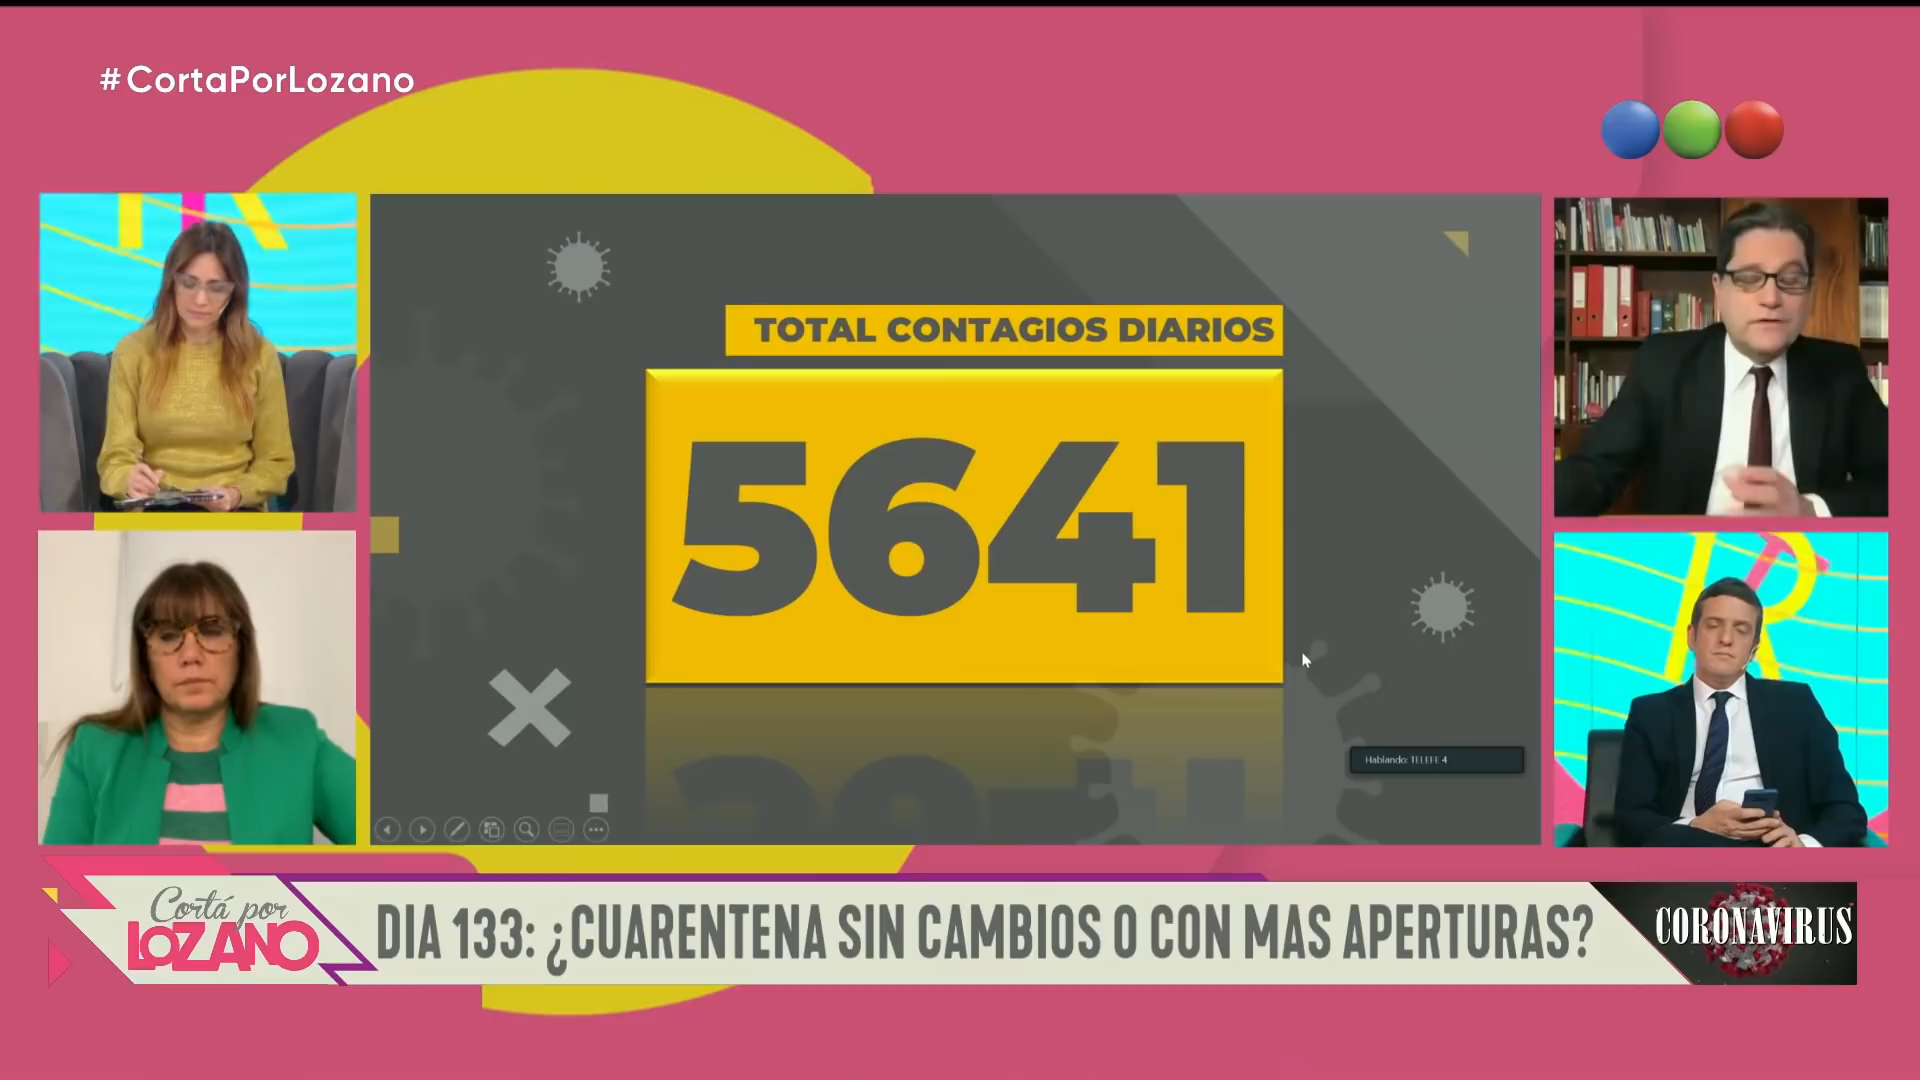 #CortaPorLozano
TOTAL CONTAGIOS DIARIOS
5641
Hablando: TELEFE 4
Cortá por
LOZANO
DIA 133: ¿CUARENTENA SIN CAMBIOS O CON MAS APERTURAS?
CORONAVIRUS